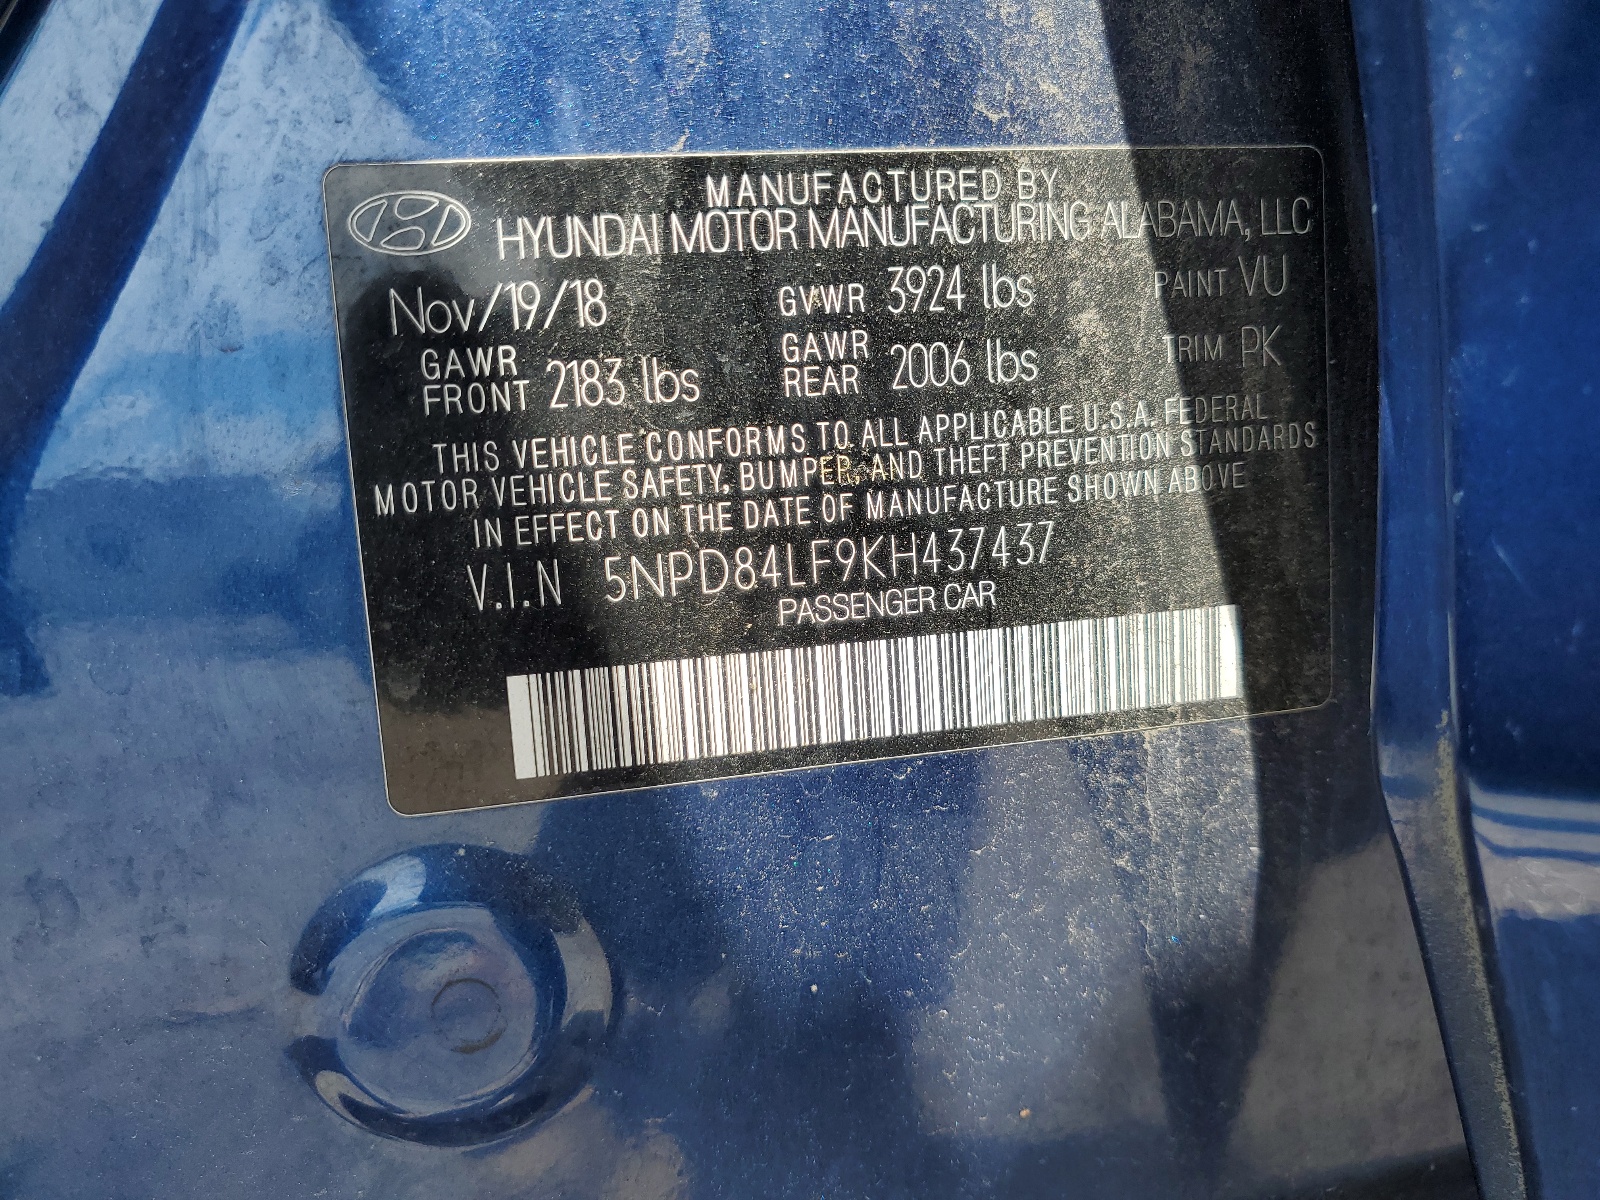 MANUFACTURED BY
HYUNDAI MOTOR MANUFACTURING ALABAMA, LLC
Nov/19/18 GVWR 3924 lbs PAINT VU
GAWR FRONT 2183 lbs GAWR REAR 2006 lbs TRIM PK
THIS VEHICLE CONFORMS TO ALL APPLICABLE U.S.A. FEDERAL
MOTOR VEHICLE SAFETY, BUMPER, AND THEFT PREVENTION STANDARDS
IN EFFECT ON THE DATE OF MANUFACTURE SHOWN ABOVE
V.I.N 5NPD84LF9KH437437
PASSENGER CAR